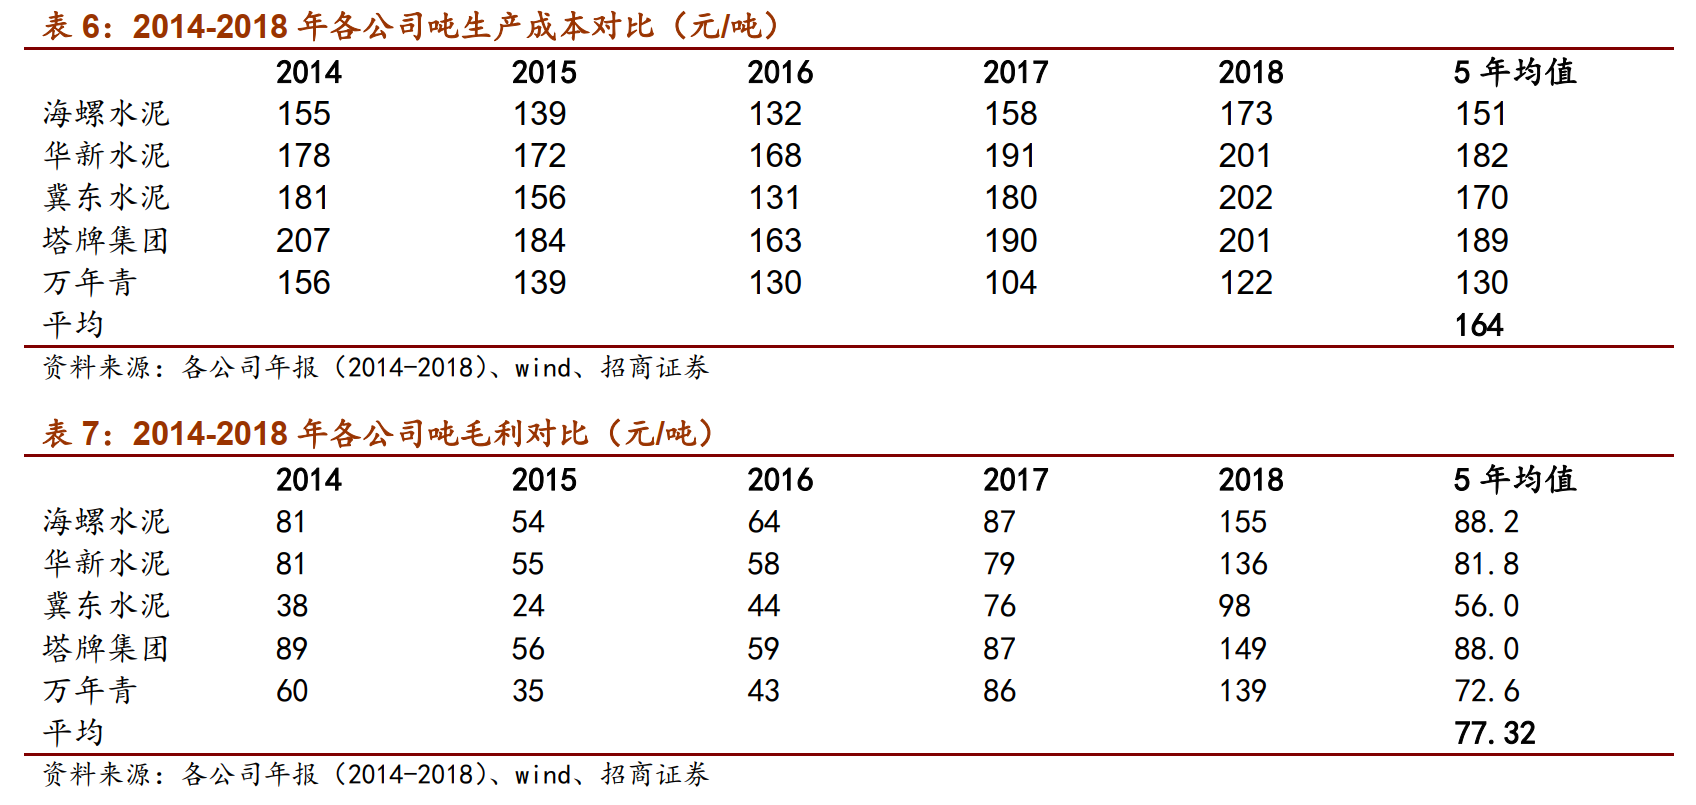 表 6：2014-2018 年各公司吨生产成本对比（元/吨）
2014 2015 2016 2017 2018 5 年均值
海螺水泥 155 139 132 158 173 151
华新水泥 178 172 168 191 201 182
冀东水泥 181 156 131 180 202 170
塔牌集团 207 184 163 190 201 189
万年青 156 139 130 104 122 130
平均 164
资料来源：各公司年报（2014-2018）、wind、招商证券
表 7：2014-2018 年各公司吨毛利对比（元/吨）
2014 2015 2016 2017 2018 5 年均值
海螺水泥 81 54 64 87 155 88.2
华新水泥 81 55 58 79 136 81.8
冀东水泥 38 24 44 76 98 56.0
塔牌集团 89 56 59 87 149 88.0
万年青 60 35 43 86 139 72.6
平均 77.32
资料来源：各公司年报（2014-2018）、wind、招商证券